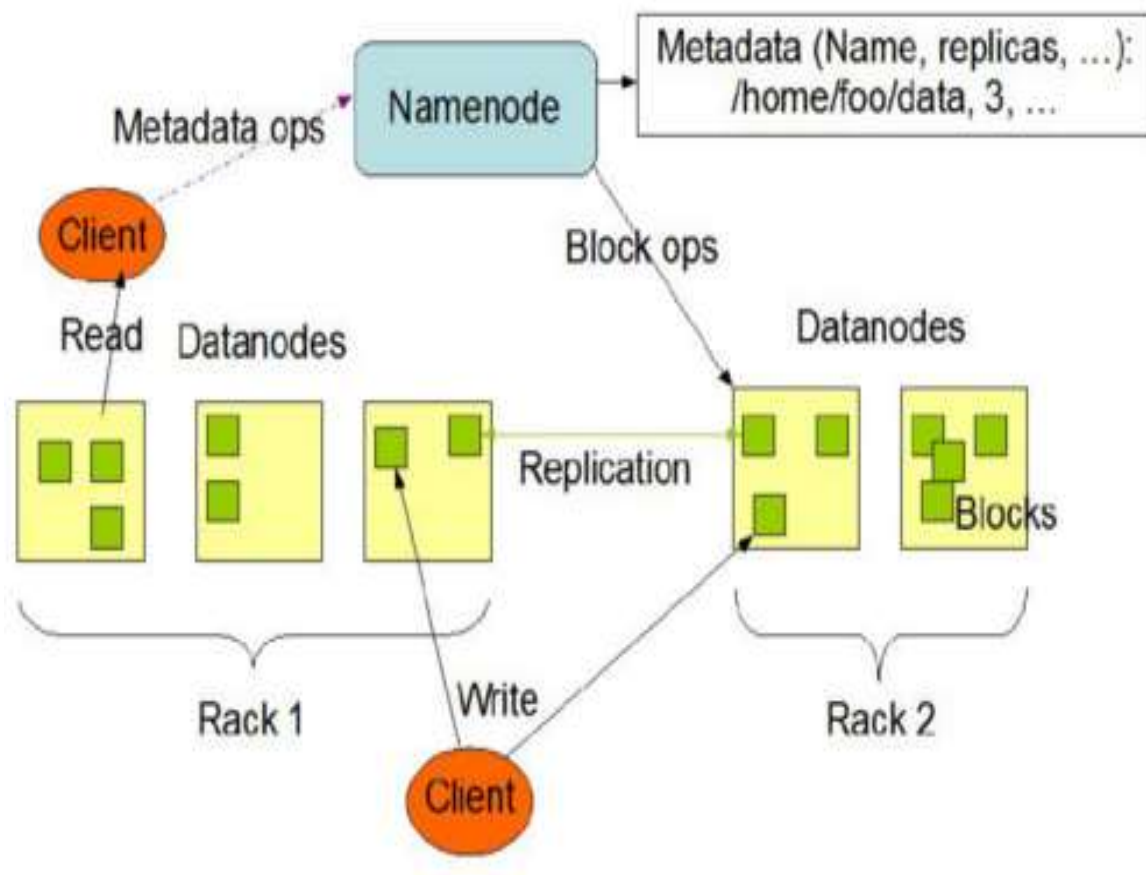 Metadata (Name, replicas, ...):
/home/foo/data, 3, ...
Namenode
Metadata ops
Client
Block ops
Read
Datanodes
Datanodes
Replication
Blocks
Rack 1
Write
Rack 2
Client